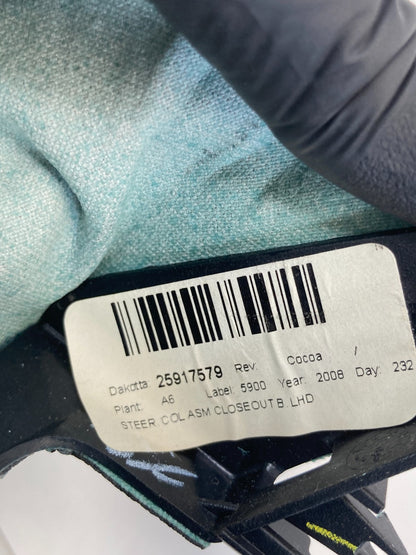 Dakotta 25917579 Rev: Cocoa /
Plant: A6 Label: 5900 Year: 2008 Day: 232
STEER COL ASM CLOSEOUT B. LHD